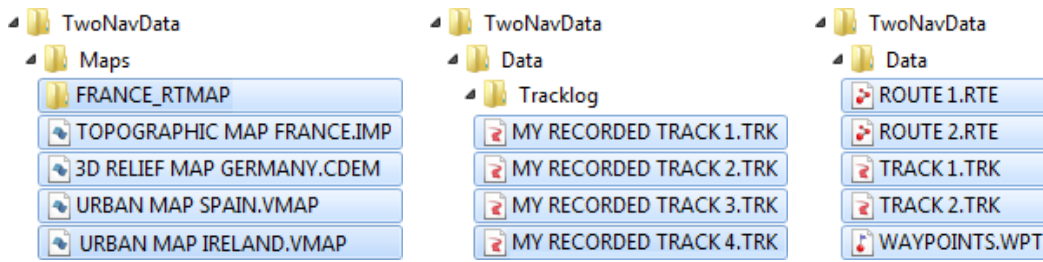 TwoNavData
Maps
FRANCE_RTMAP
TOPOGRAPHIC MAP FRANCE.IMP
3D RELIEF MAP GERMANY.CDEM
URBAN MAP SPAIN.VMAP
URBAN MAP IRELAND.VMAP
TwoNavData
Data
Tracklog
MY RECORDED TRACK 1.TRK
MY RECORDED TRACK 2.TRK
MY RECORDED TRACK 3.TRK
MY RECORDED TRACK 4.TRK
TwoNavData
Data
ROUTE 1.RTE
ROUTE 2.RTE
TRACK 1.TRK
TRACK 2.TRK
WAYPOINTS.WPT